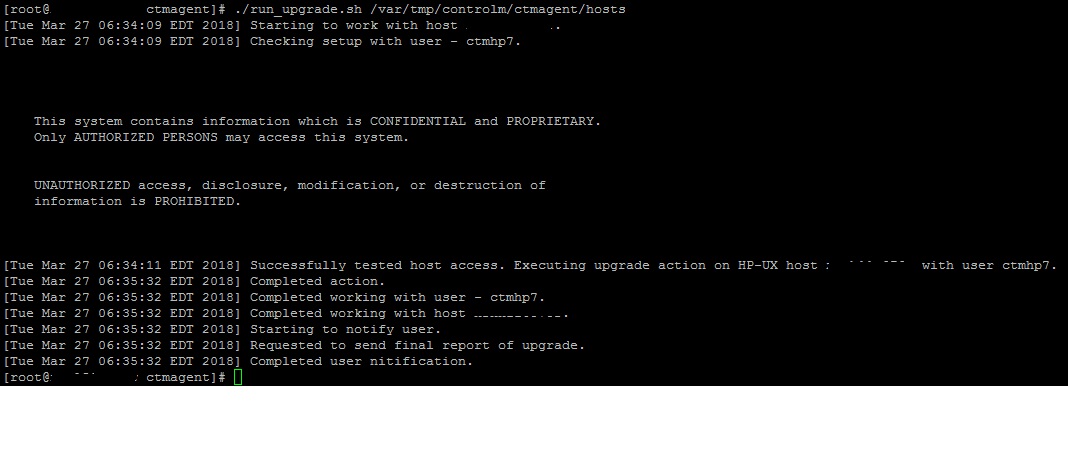 [root@ ctmagent]# ./run_upgrade.sh /var/tmp/controlm/ctmagent/hosts
[Tue Mar 27 06:34:09 EDT 2018] Starting to work with host .
[Tue Mar 27 06:34:09 EDT 2018] Checking setup with user - ctmhp7.
This system contains information which is CONFIDENTIAL and PROPRIETARY.
Only AUTHORIZED PERSONS may access this system.
UNAUTHORIZED access, disclosure, modification, or destruction of
information is PROHIBITED.
[Tue Mar 27 06:34:11 EDT 2018] Successfully tested host access. Executing upgrade action on HP-UX host with user ctmhp7.
[Tue Mar 27 06:35:32 EDT 2018] Completed action.
[Tue Mar 27 06:35:32 EDT 2018] Completed working with user - ctmhp7.
[Tue Mar 27 06:35:32 EDT 2018] Completed working with host .
[Tue Mar 27 06:35:32 EDT 2018] Starting to notify user.
[Tue Mar 27 06:35:32 EDT 2018] Requested to send final report of upgrade.
[Tue Mar 27 06:35:32 EDT 2018] Completed user nitification.
[root@ ctmagent]#